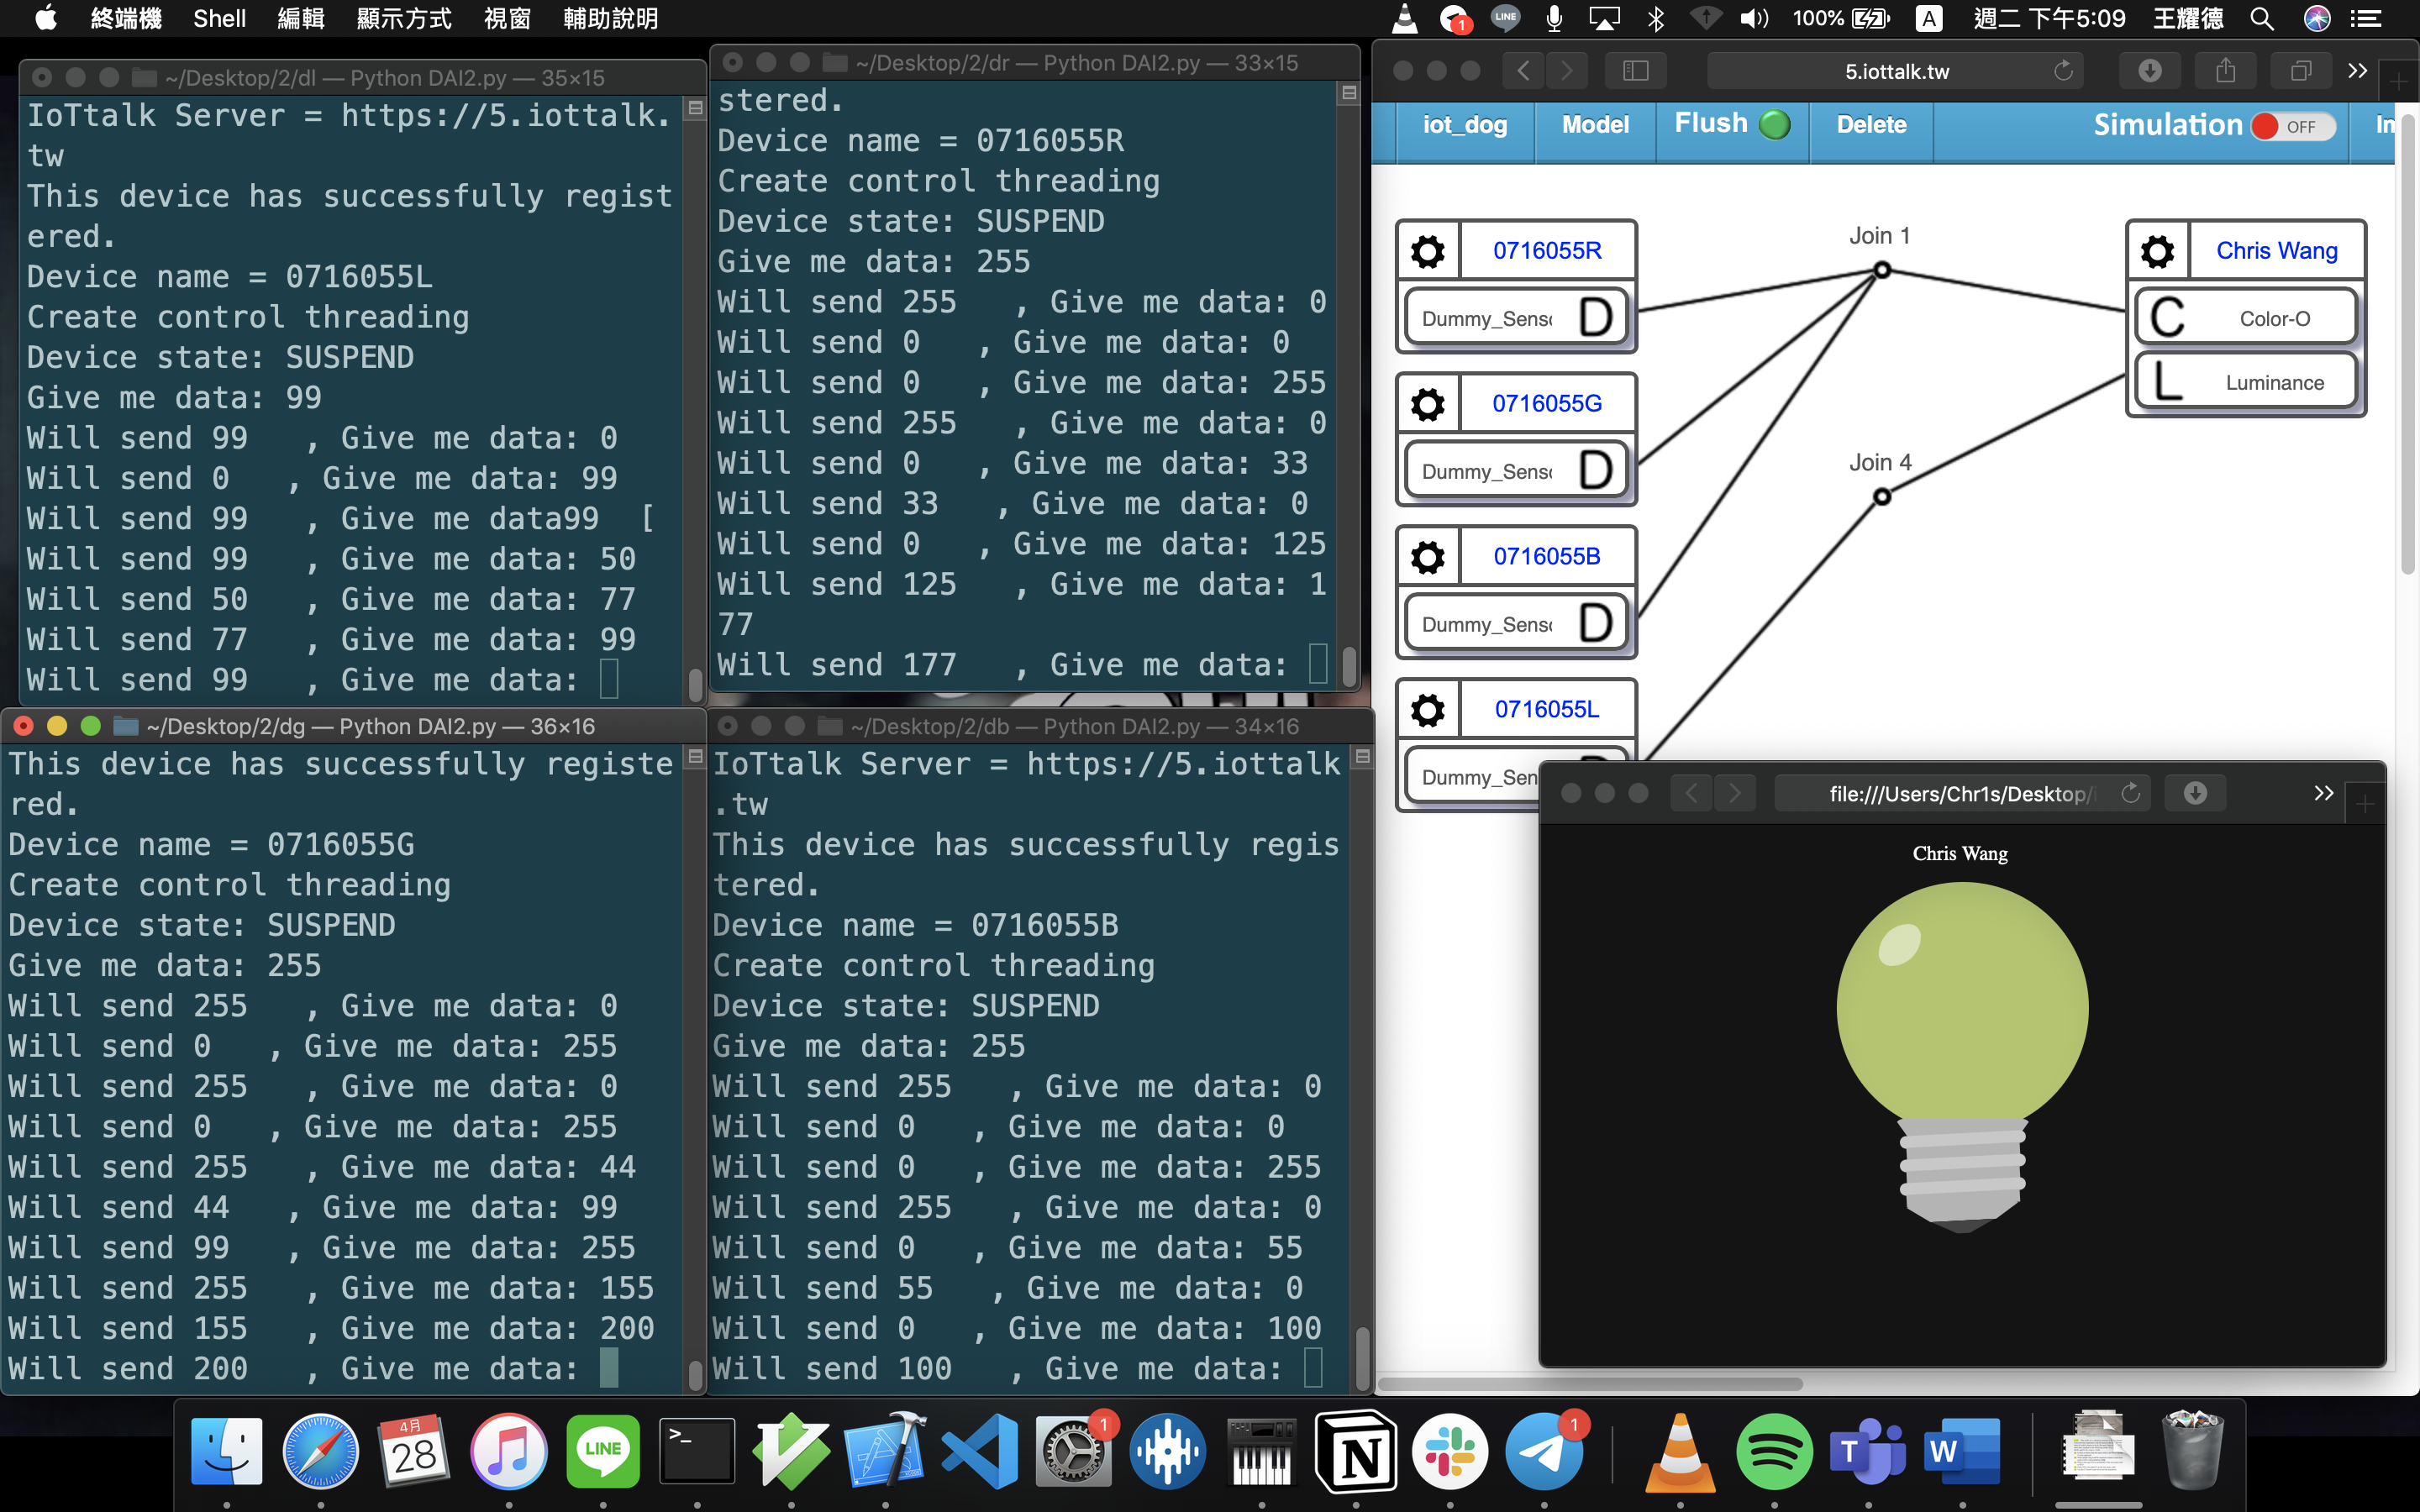 終端機 Shell 編輯 顯示方式 視窗 輔助說明
1 LINE 100% A 週二 下午5:09 王耀德
~/Desktop/2/dl — Python DAI2.py — 35×15
IoTtalk Server = https://5.iottalk.
tw
This device has successfully regist
ered.
Device name = 0716055L
Create control threading
Device state: SUSPEND
Give me data: 99
Will send 99   , Give me data: 0
Will send 0   , Give me data: 99
Will send 99   , Give me data99  [
Will send 99   , Give me data: 50
Will send 50   , Give me data: 77
Will send 77   , Give me data: 99
Will send 99   , Give me data:
~/Desktop/2/dr — Python DAI2.py — 33×15
stered.
Device name = 0716055R
Create control threading
Device state: SUSPEND
Give me data: 255
Will send 255   , Give me data: 0
Will send 0   , Give me data: 0
Will send 0   , Give me data: 255
Will send 255   , Give me data: 0
Will send 0   , Give me data: 33
Will send 33   , Give me data: 0
Will send 0   , Give me data: 125
Will send 125   , Give me data: 1
77
Will send 177   , Give me data:
~/Desktop/2/dg — Python DAI2.py — 36×16
This device has successfully registe
red.
Device name = 0716055G
Create control threading
Device state: SUSPEND
Give me data: 255
Will send 255   , Give me data: 0
Will send 0   , Give me data: 255
Will send 255   , Give me data: 0
Will send 0   , Give me data: 255
Will send 255   , Give me data: 44
Will send 44   , Give me data: 99
Will send 99   , Give me data: 255
Will send 255   , Give me data: 155
Will send 155   , Give me data: 200
Will send 200   , Give me data:
~/Desktop/2/db — Python DAI2.py — 34×16
IoTtalk Server = https://5.iottalk
.tw
This device has successfully regis
tered.
Device name = 0716055B
Create control threading
Device state: SUSPEND
Give me data: 255
Will send 255   , Give me data: 0
Will send 0   , Give me data: 0
Will send 0   , Give me data: 255
Will send 255   , Give me data: 0
Will send 0   , Give me data: 55
Will send 55   , Give me data: 0
Will send 0   , Give me data: 100
Will send 100   , Give me data:
5.iottalk.tw
iot_dog Model Flush Delete Simulation OFF In
0716055R
Dummy_Sens D
0716055G
Dummy_Sens D
0716055B
Dummy_Sens D
0716055L
Dummy_Sen
Join 1
Join 4
Chris Wang
C Color-O
L Luminance
file:///Users/Chr1s/Desktop/
Chris Wang
4月
28
LINE
>_
1
N
1
T
W